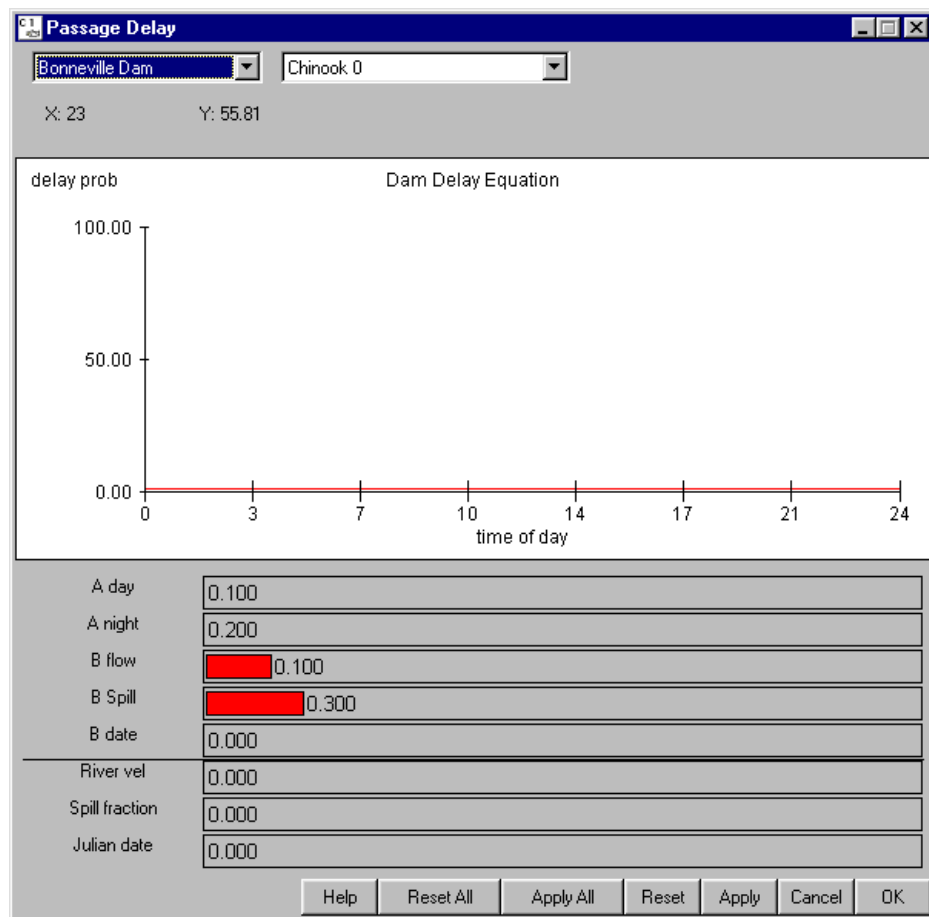 Passage Delay
Bonneville Dam Chinook 0
X: 23 Y: 55.81
delay prob Dam Delay Equation
100.00
50.00
0.00
0 3 7 10 14 17 21 24
time of day
A day 0.100
A night 0.200
B flow 0.100
B Spill 0.300
B date 0.000
River vel 0.000
Spill fraction 0.000
Julian date 0.000
Help Reset All Apply All Reset Apply Cancel OK